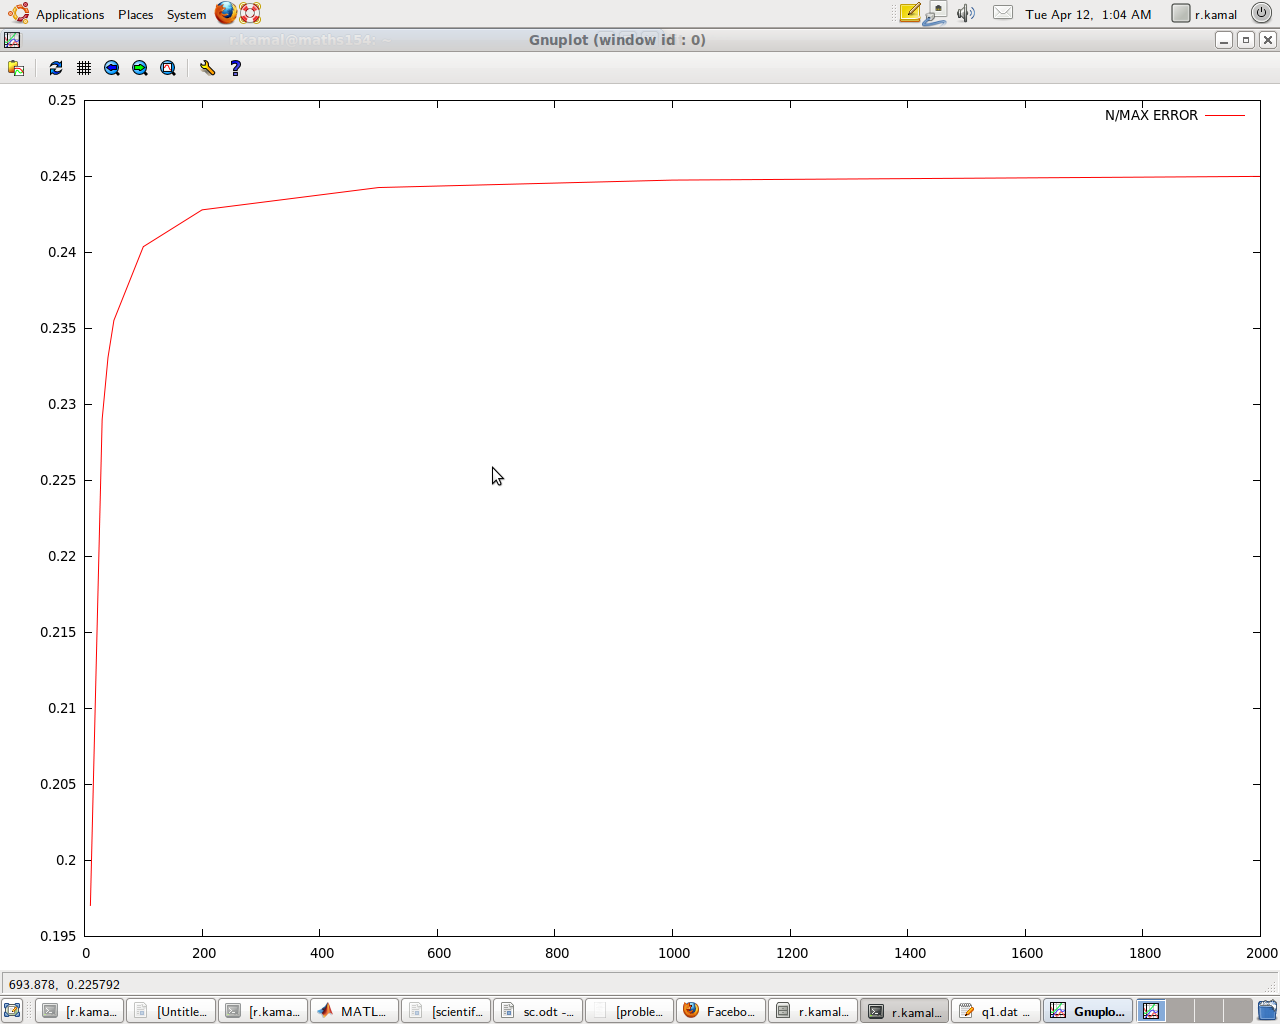 Applications Places System Tue Apr 12, 1:04 AM r.kamal
r.kamal@maths154: ~ Gnuplot (window id : 0)
?
0.25
N/MAX ERROR
0.245
0.24
0.235
0.23
0.225
0.22
0.215
0.21
0.205
0.2
0.195
0 200 400 600 800 1000 1200 1400 1600 1800 2000
693.878, 0.225792
[r.kama... [Untitle... [r.kama... MATL... [scientif... sc.odt -... [proble... Facebo... r.kamal... r.kamal... q1.dat ... Gnuplo...